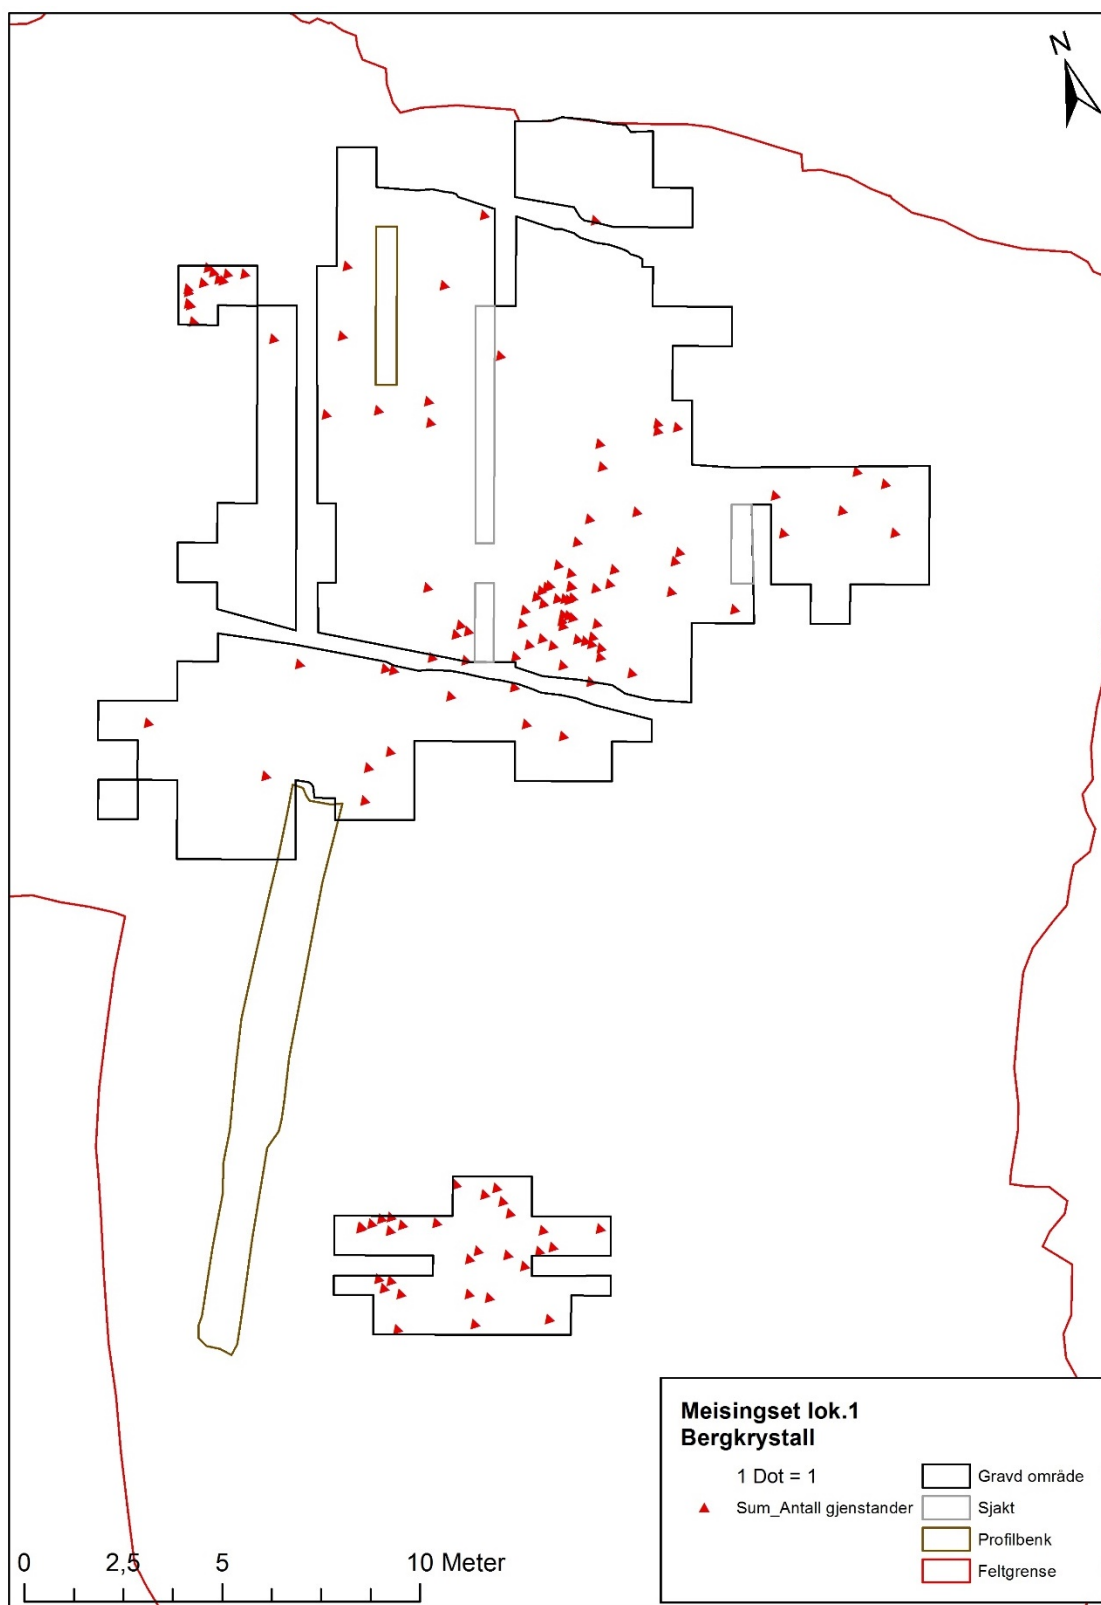 N
Meisingset lok.1
Bergkrystall
1 Dot = 1
Sum_Antall gjenstander
Gravd område
Sjakt
Profilbenk
Feltgrense
0 2,5 5 10 Meter